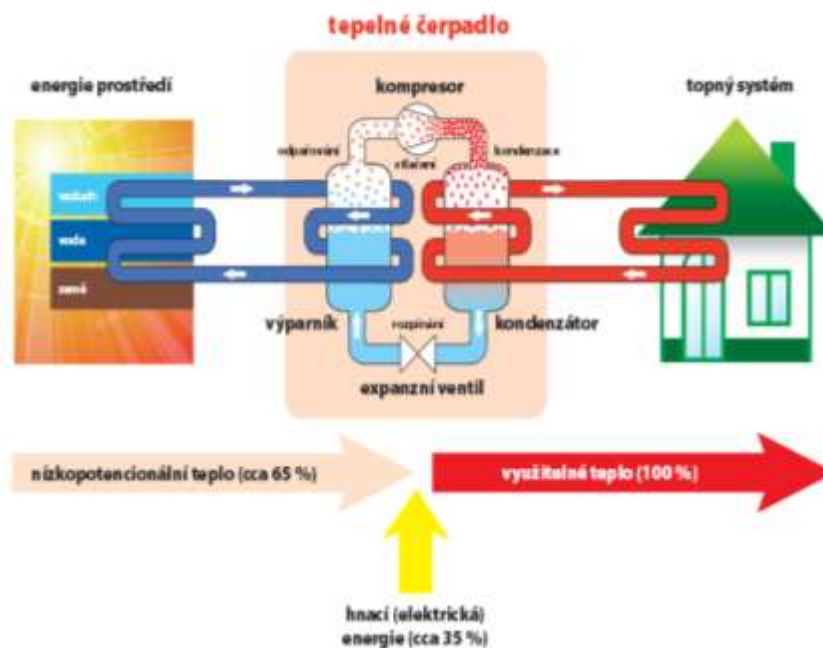 tepelné čerpadlo
energie prostředí
kompresor
topný systém
odpařování
stlačení
kondenzace
vzduch
voda
země
výparník
rozpínání
kondenzátor
expanzní ventil
nízkopotencionální teplo (cca 65 %)
využitelné teplo (100 %)
hnací (elektrická)
energie (cca 35 %)